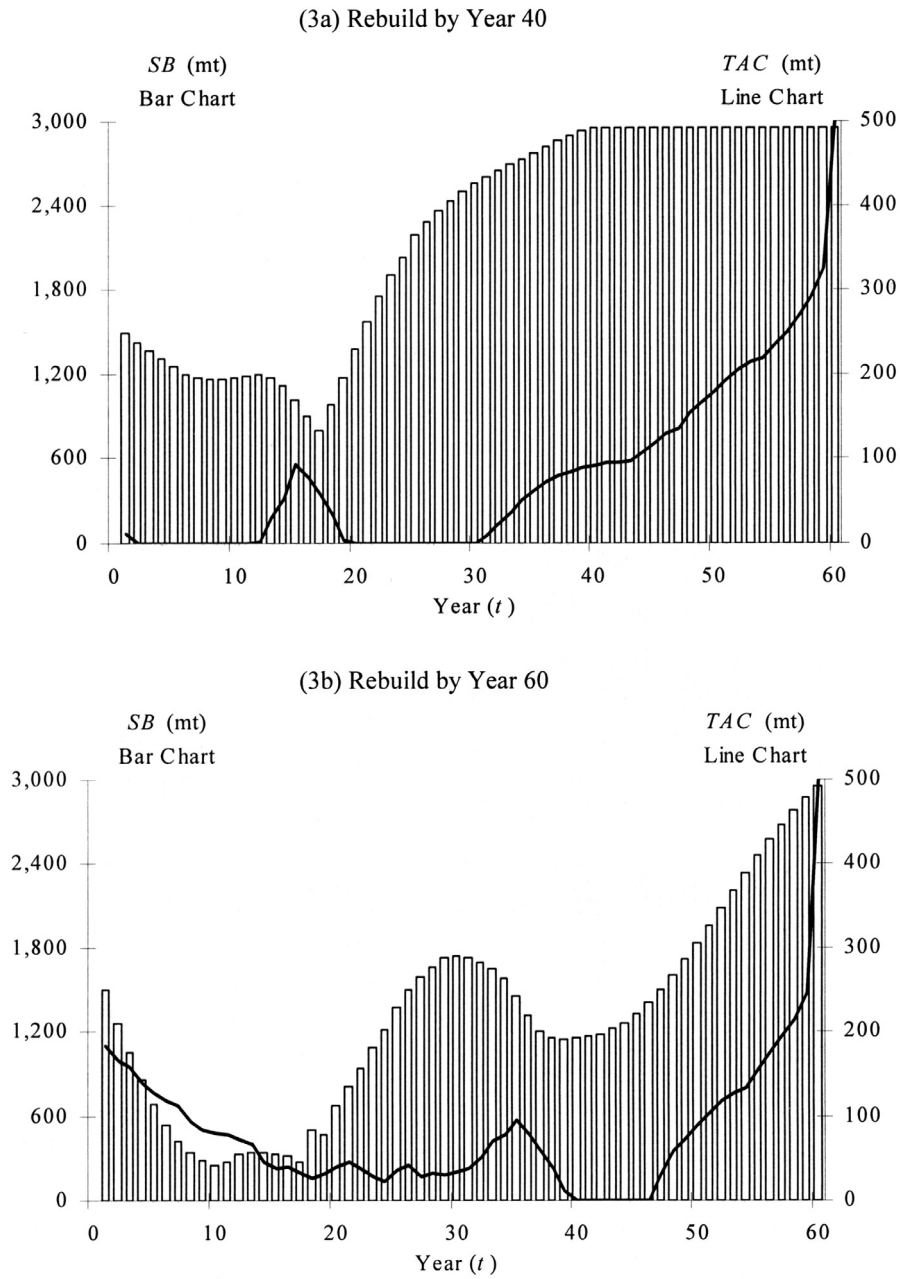 (3a) Rebuild by Year 40
SB (mt) TAC (mt)
Bar Chart Line Chart
3,000 500
2,400 400
1,800 300
1,200 200
600 100
0 0
0 10 20 30 40 50 60
Year (t)
(3b) Rebuild by Year 60
SB (mt) TAC (mt)
Bar Chart Line Chart
3,000 500
2,400 400
1,800 300
1,200 200
600 100
0 0
0 10 20 30 40 50 60
Year (t)